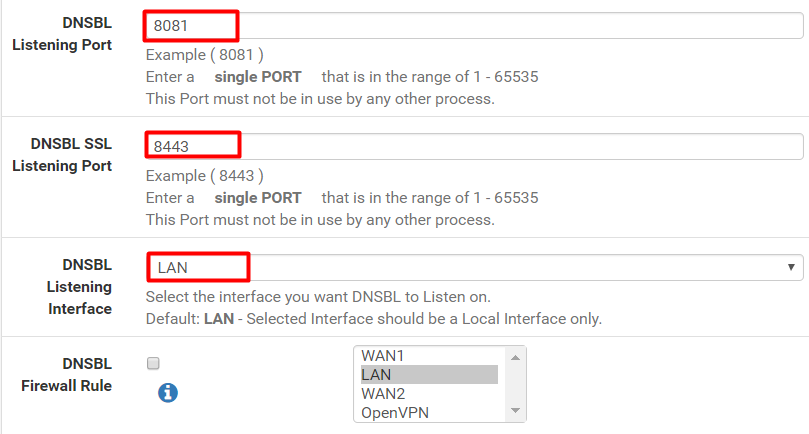 DNSBL
Listening Port
8081
Example ( 8081 )
Enter a single PORT that is in the range of 1 - 65535
This Port must not be in use by any other process.
DNSBL SSL
Listening Port
8443
Example ( 8443 )
Enter a single PORT that is in the range of 1 - 65535
This Port must not be in use by any other process.
DNSBL
Listening
Interface
LAN
Select the interface you want DNSBL to Listen on.
Default: LAN - Selected Interface should be a Local Interface only.
DNSBL
Firewall Rule
WAN1
LAN
WAN2
OpenVPN